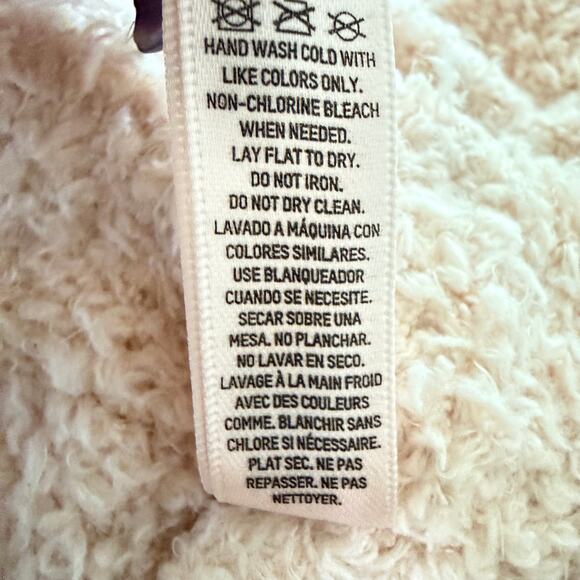 HAND WASH COLD WITH
LIKE COLORS ONLY.
NON-CHLORINE BLEACH
WHEN NEEDED.
LAY FLAT TO DRY.
DO NOT IRON.
DO NOT DRY CLEAN.
LAVADO A MÁQUINA CON
COLORES SIMILARES.
USE BLANQUEADOR
CUANDO SE NECESITE.
SECAR SOBRE UNA
MESA. NO PLANCHAR.
NO LAVAR EN SECO.
LAVAGE À LA MAIN FROID
AVEC DES COULEURS
COMME. BLANCHIR SANS
CHLORE SI NÉCESSAIRE.
PLAT SEC. NE PAS
REPASSER. NE PAS
NETTOYER.